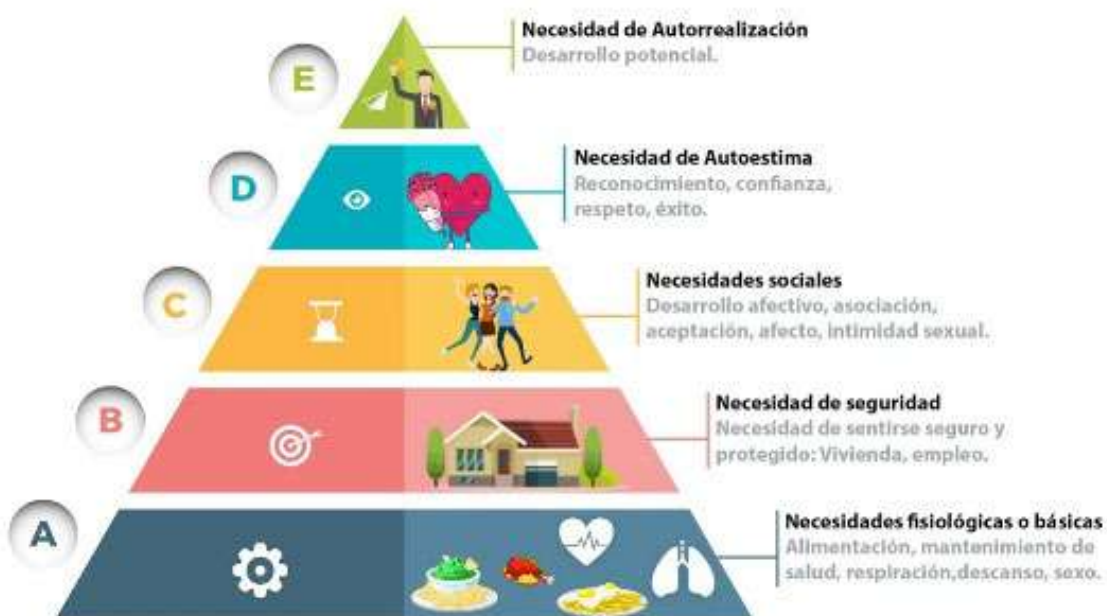 E
Necesidad de Autorrealización
Desarrollo potencial.
D
Necesidad de Autoestima
Reconocimiento, confianza,
respeto, éxito.
C
Necesidades sociales
Desarrollo afectivo, asociación,
aceptación, afecto, intimidad sexual.
B
Necesidad de seguridad
Necesidad de sentirse seguro y
protegido: Vivienda, empleo.
A
Necesidades fisiológicas o básicas
Alimentación, mantenimiento de
salud, respiración,descanso, sexo.